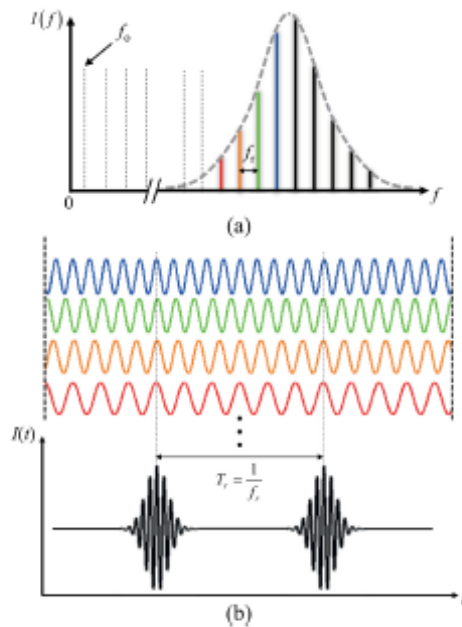 I(f)
f₀
fᵣ
0
f
(a)
I(t)
Tᵣ = 1/fᵣ
t
(b)